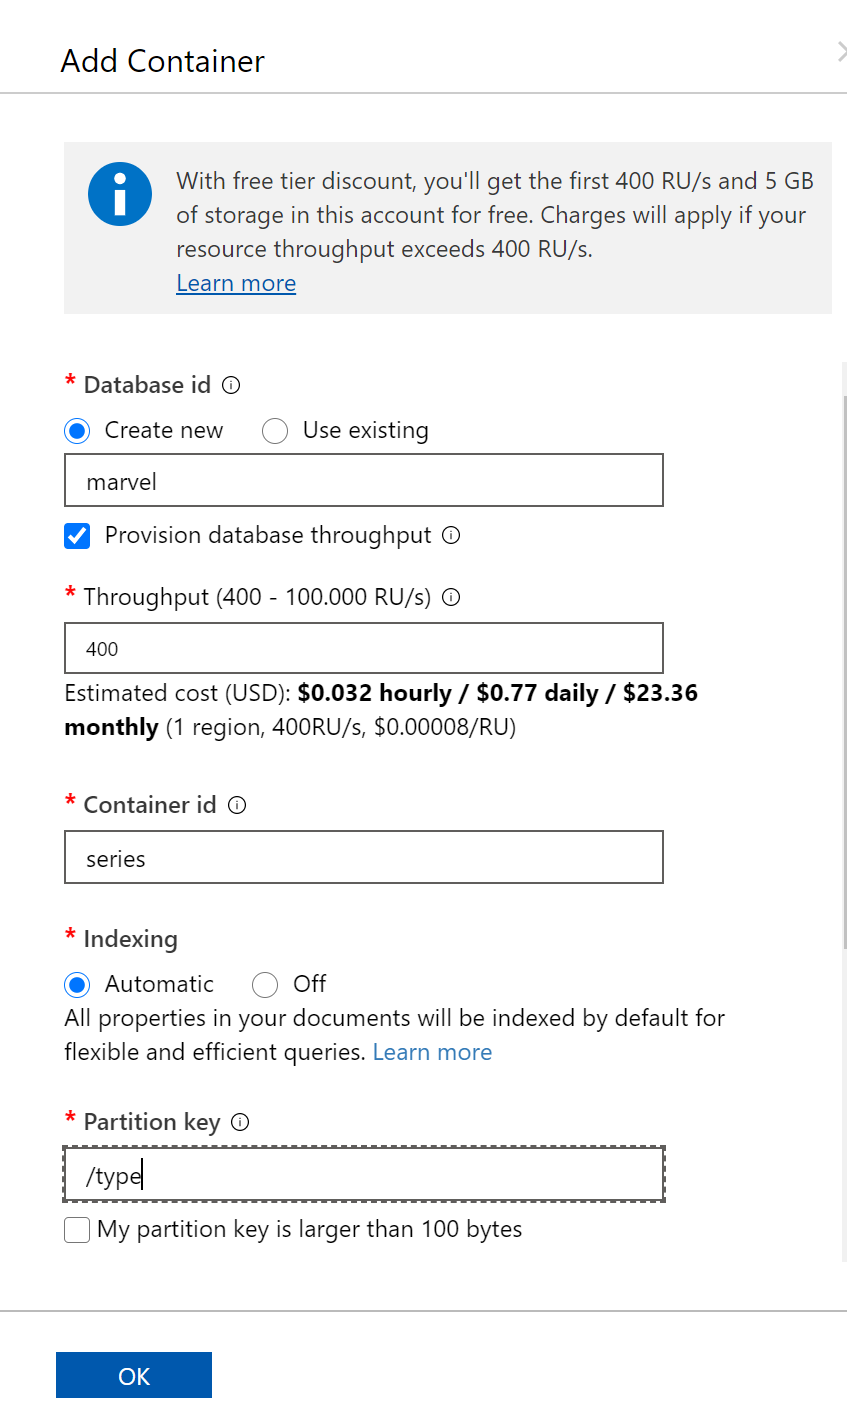 Add Container
With free tier discount, you'll get the first 400 RU/s and 5 GB
of storage in this account for free. Charges will apply if your
resource throughput exceeds 400 RU/s.
Learn more
* Database id
Create new Use existing
marvel
Provision database throughput
* Throughput (400 - 100.000 RU/s)
400
Estimated cost (USD): $0.032 hourly / $0.77 daily / $23.36
monthly (1 region, 400RU/s, $0.00008/RU)
* Container id
series
* Indexing
Automatic Off
All properties in your documents will be indexed by default for
flexible and efficient queries. Learn more
* Partition key
/type
My partition key is larger than 100 bytes
OK